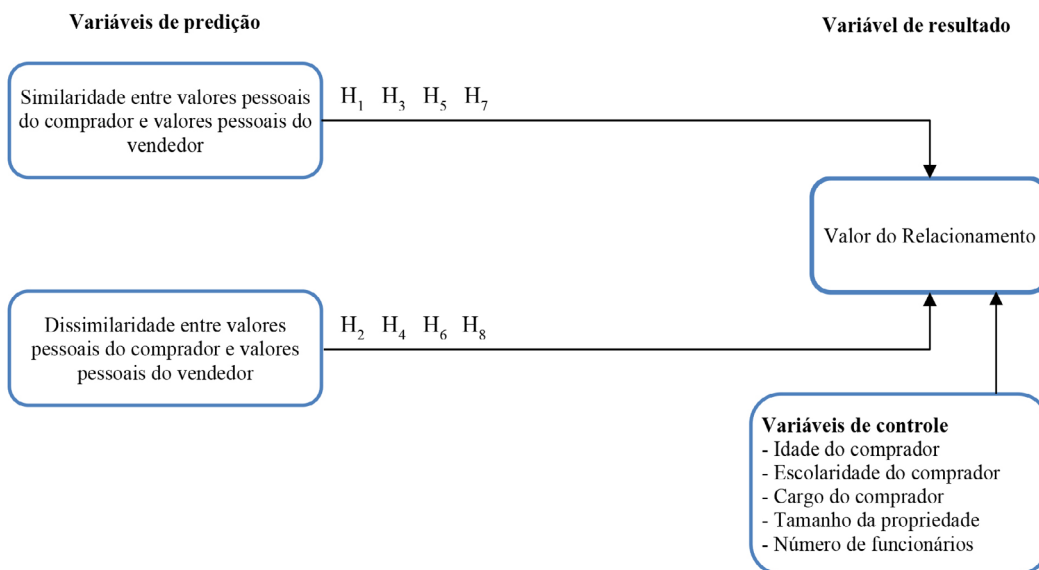 Variáveis de predição
Variável de resultado
Similaridade entre valores pessoais
do comprador e valores pessoais do
vendedor
H₁ H₃ H₅ H₇
Valor do Relacionamento
Dissimilaridade entre valores
pessoais do comprador e valores
pessoais do vendedor
H₂ H₄ H₆ H₈
Variáveis de controle
- Idade do comprador
- Escolaridade do comprador
- Cargo do comprador
- Tamanho da propriedade
- Número de funcionários